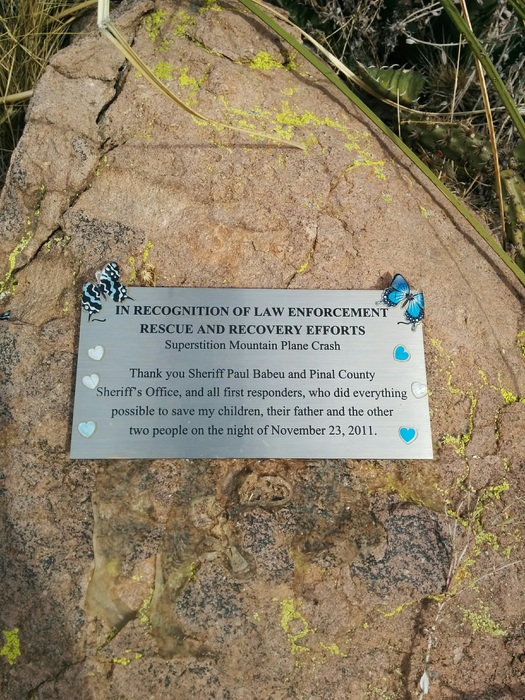 IN RECOGNITION OF LAW ENFORCEMENT
RESCUE AND RECOVERY EFFORTS
Superstition Mountain Plane Crash
Thank you Sheriff Paul Babeu and Pinal County
Sheriff's Office, and all first responders, who did everything
possible to save my children, their father and the other
two people on the night of November 23, 2011.